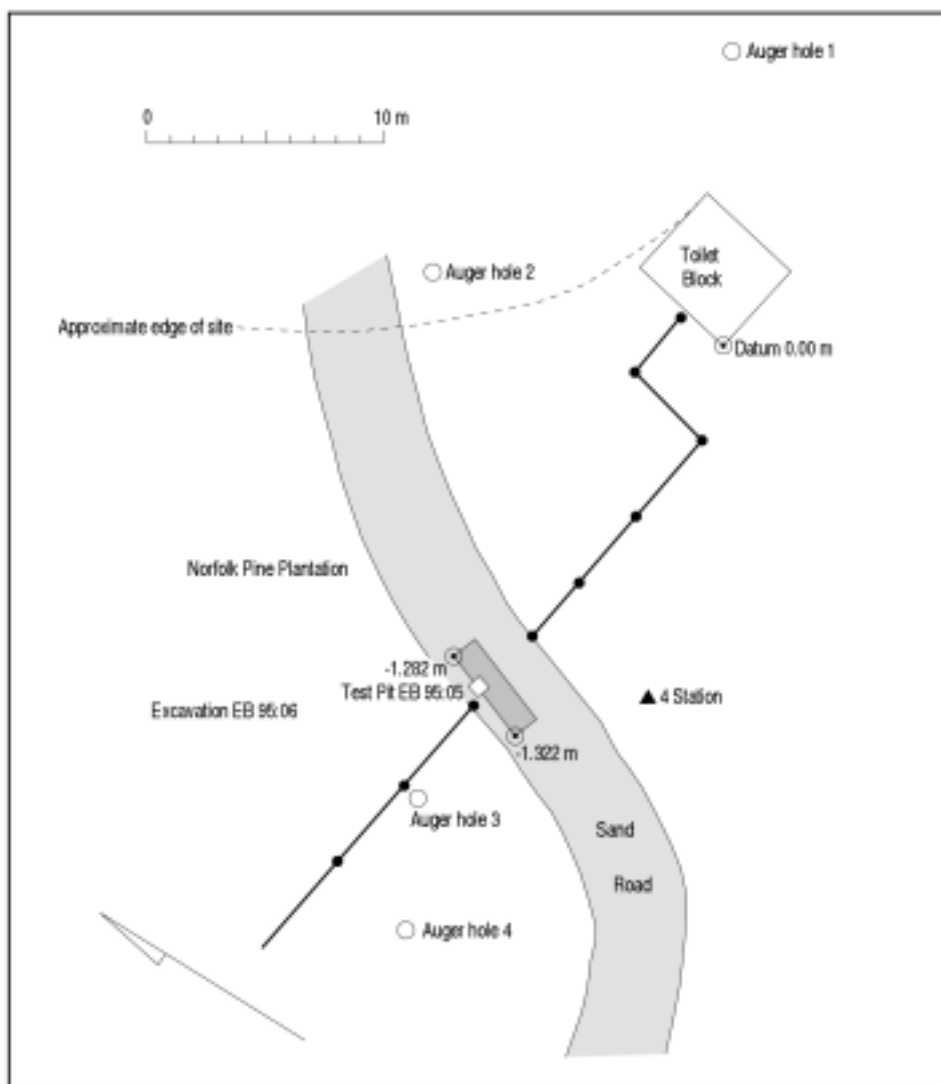 Auger hole 1
0 10 m
Toilet
Block
Auger hole 2
Approximate edge of site
Datum 0.00 m
Norfolk Pine Plantation
-1.282 m
Test Pit EB 95:05
4 Station
Excavation EB 95:06
-1.322 m
Auger hole 3
Sand
Road
Auger hole 4